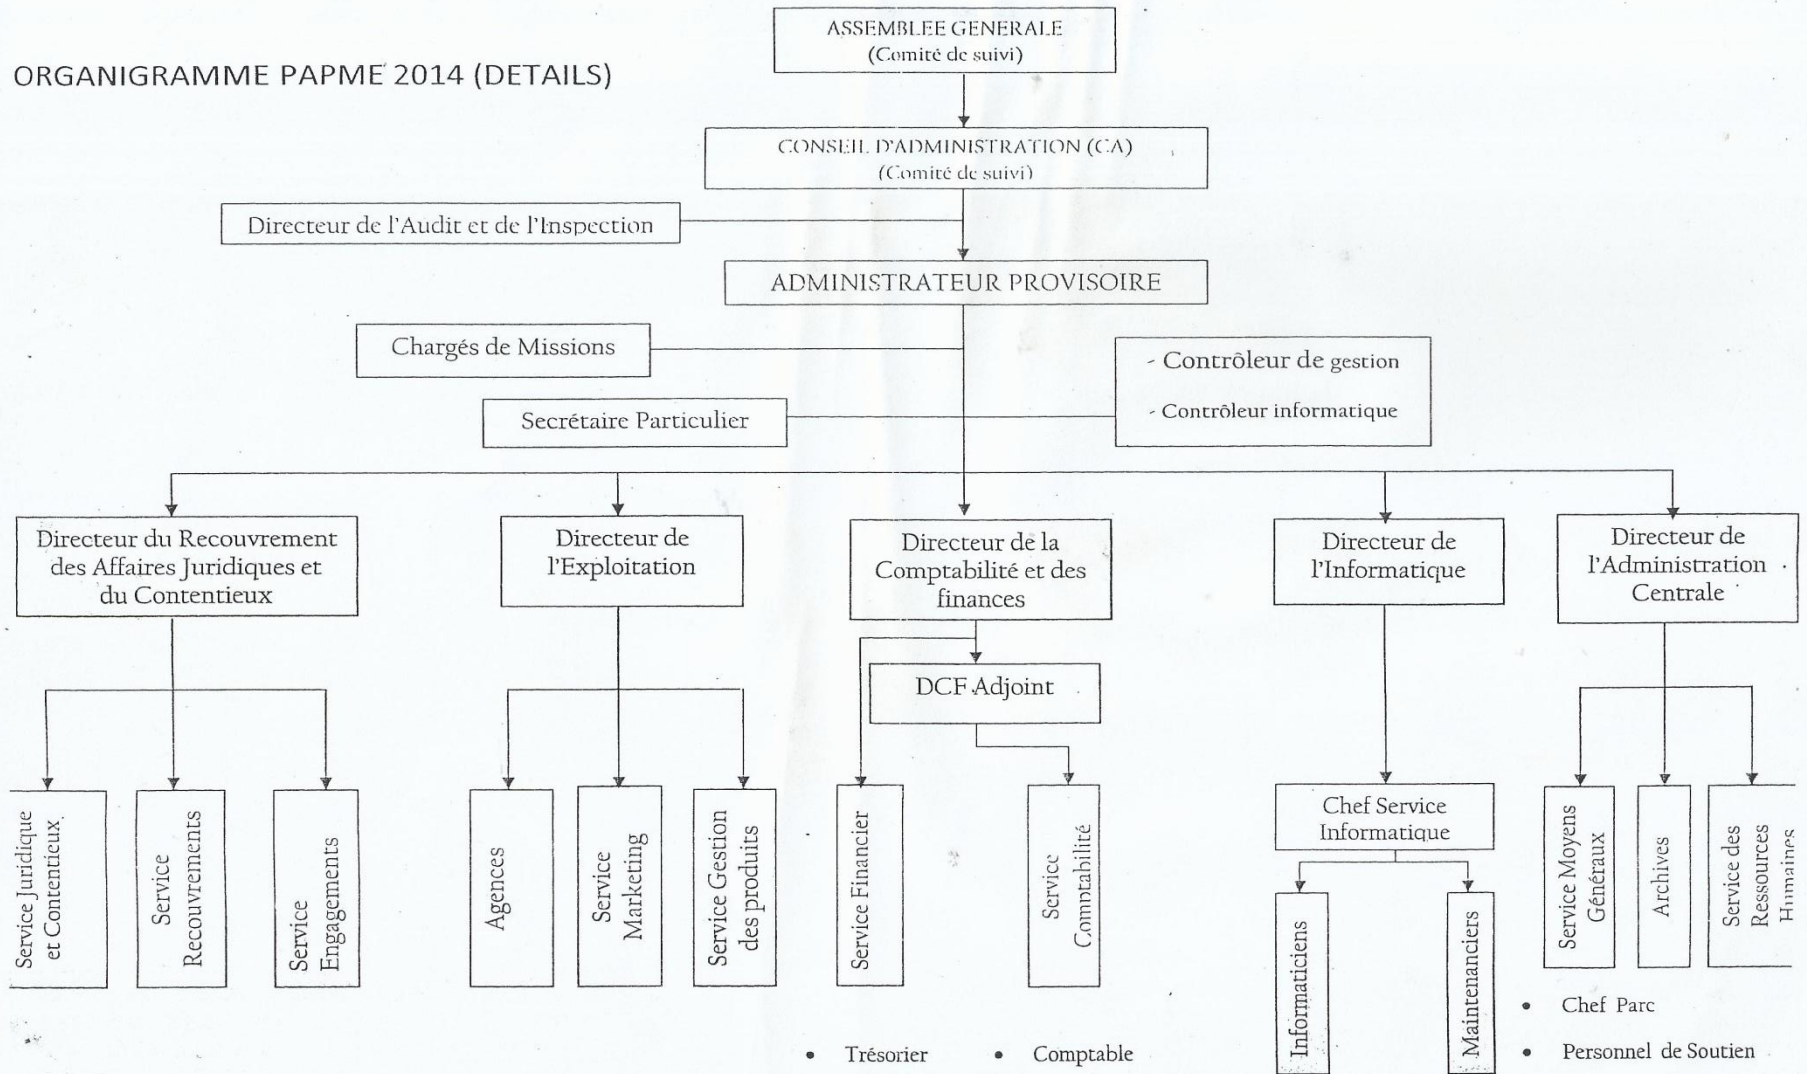 ORGANIGRAMME PAPME 2014 (DETAILS)
ASSEMBLEE GENERALE
(Comité de suivi)
CONSEIL D'ADMINISTRATION (CA)
(Comité de suivi)
Directeur de l'Audit et de l'Inspection
ADMINISTRATEUR PROVISOIRE
Chargés de Missions
- Contrôleur de gestion
- Contrôleur informatique
Secrétaire Particulier
Directeur du Recouvrement
des Affaires Juridiques et
du Contentieux
Directeur de
l'Exploitation
Directeur de la
Comptabilité et des
finances
Directeur de
l'Informatique
Directeur de
l'Administration
Centrale
DCF Adjoint
Service Juridique
et Contentieux
Service
Recouvrements
Service
Engagements
Agences
Service
Marketing
Service Gestion
des produits
Service Financier
Service
Comptabilité
Chef Service
Informatique
Informaticiens
Maintenanciers
Service Moyens
Généraux
Archives
Service des
Ressources
Humaines
• Trésorier
• Comptable
• Chef Parc
• Personnel de Soutien